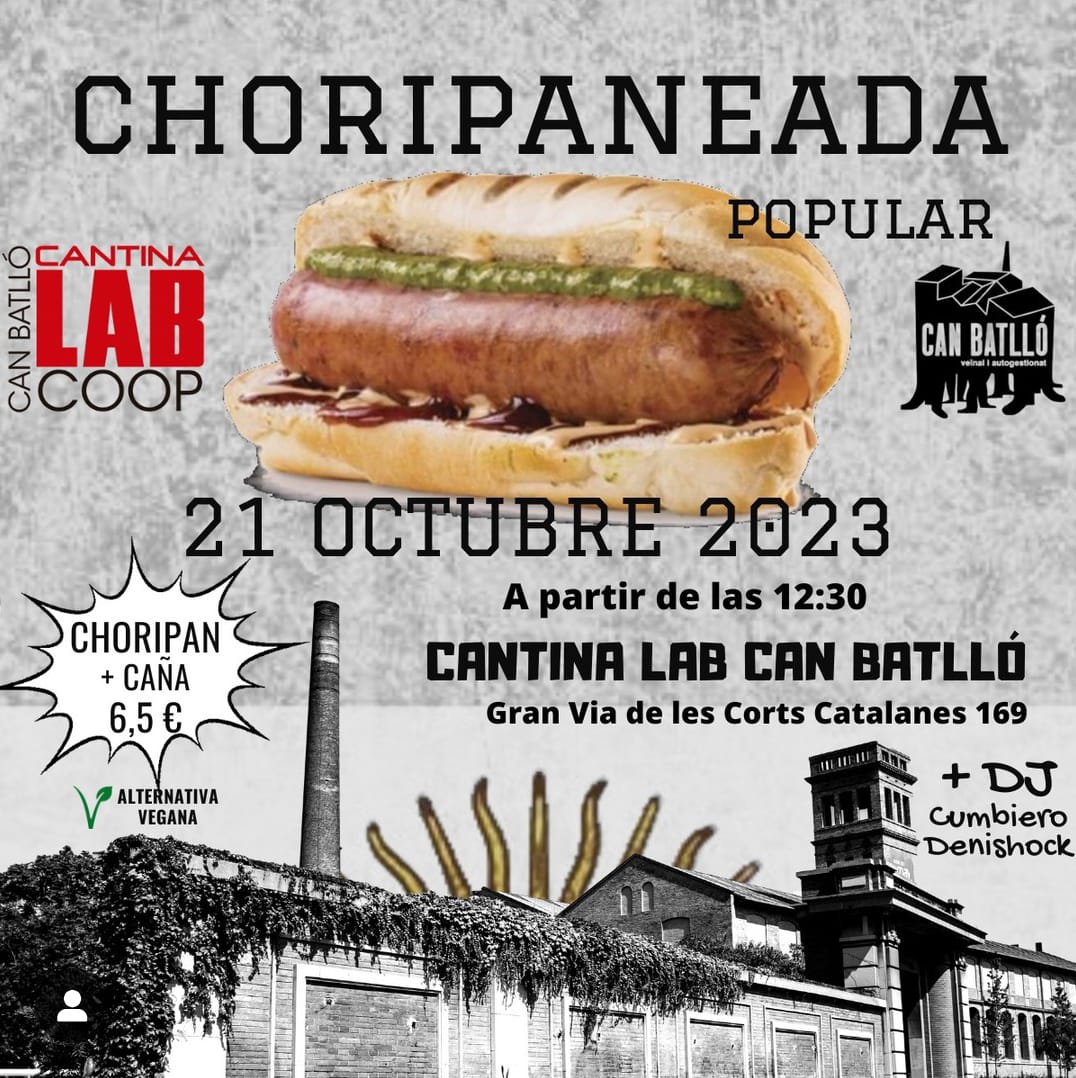 CHORIPANEADA
POPULAR
CAN BATLLÓ
CANTINA
LAB
COOP
CAN BATLLÓ
veïnal i autogestionat
21 OCTUBRE 2023
A partir de las 12:30
CANTINA LAB CAN BATLLÓ
Gran Via de les Corts Catalanes 169
CHORIPAN
+ CAÑA
6,5 €
ALTERNATIVA
VEGANA
+ DJ
Cumbiero
Denishock